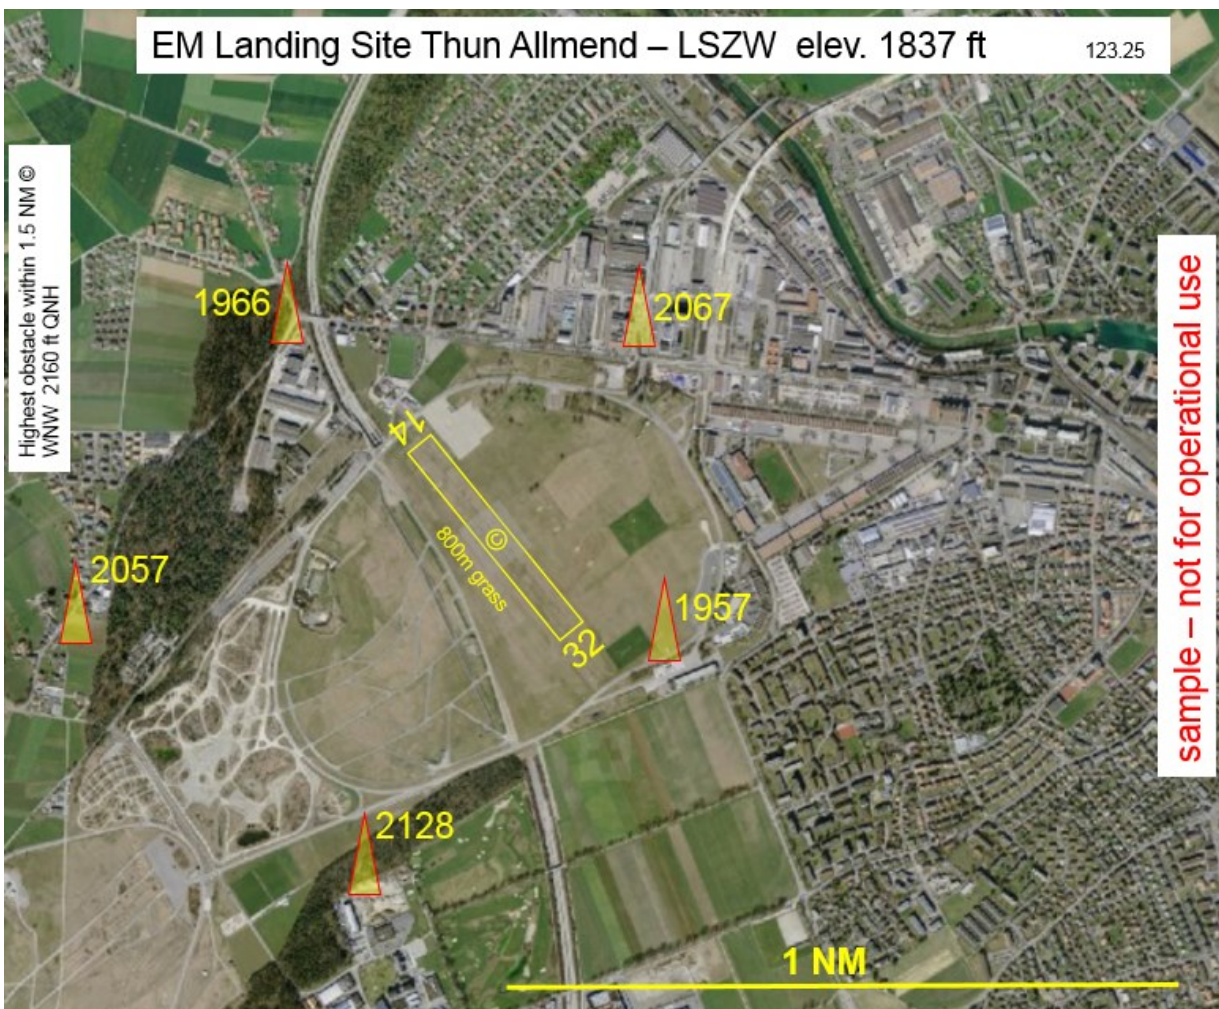 EM Landing Site Thun Allmend – LSZW elev. 1837 ft 123.25
Highest obstacle within 1.5 NM ©
WNW 2160 ft QNH
1966
2067
14
©
800m grass
32
2057
1957
2128
1 NM
sample – not for operational use